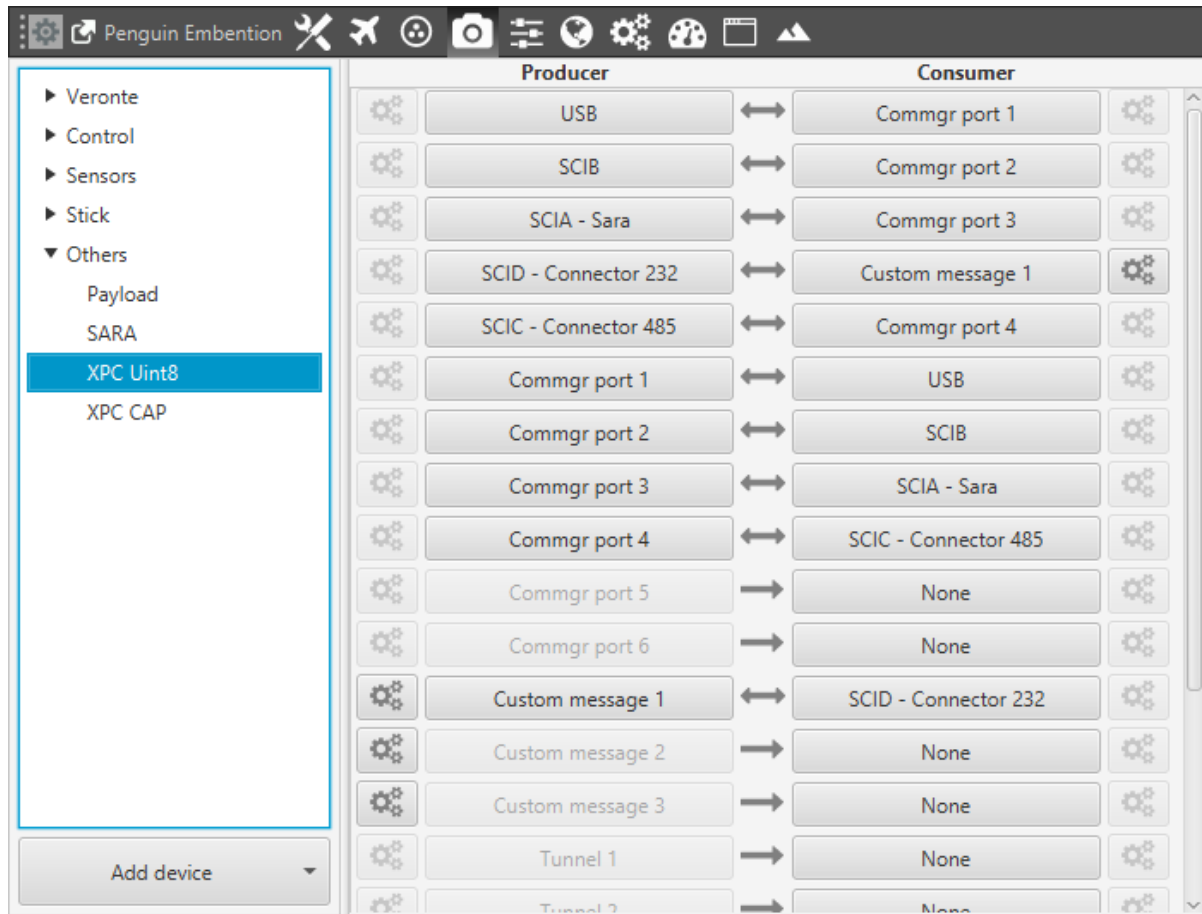 Penguin Embention
Veronte
Control
Sensors
Stick
Others
Payload
SARA
XPC Uint8
XPC CAP
Add device
Producer Consumer
USB Commgr port 1
SCIB Commgr port 2
SCIA - Sara Commgr port 3
SCID - Connector 232 Custom message 1
SCIC - Connector 485 Commgr port 4
Commgr port 1 USB
Commgr port 2 SCIB
Commgr port 3 SCIA - Sara
Commgr port 4 SCIC - Connector 485
Commgr port 5 None
Commgr port 6 None
Custom message 1 SCID - Connector 232
Custom message 2 None
Custom message 3 None
Tunnel 1 None
Tunnel 2 None